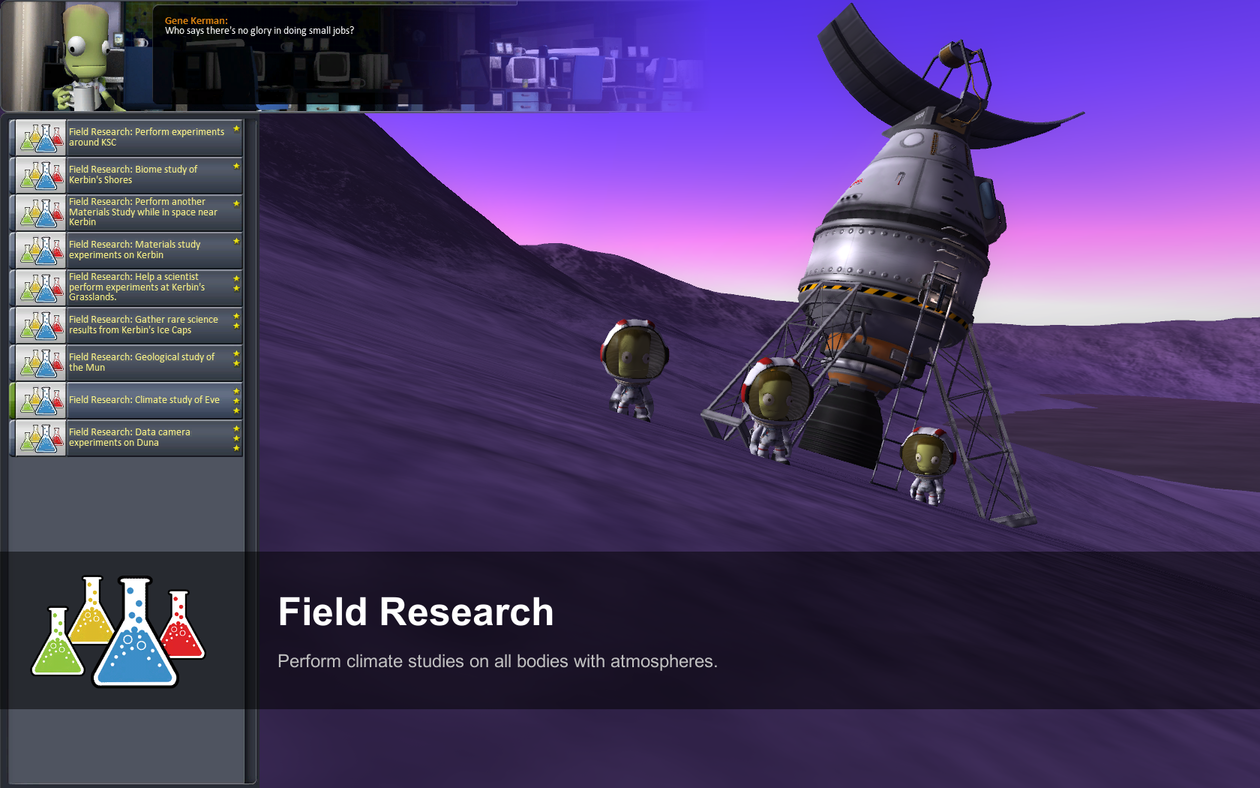 Gene Kerman:
Who says there's no glory in doing small jobs?
Field Research: Perform experiments
around KSC
Field Research: Biome study of
Kerbin's Shores
Field Research: Perform another
Materials Study while in space near
Kerbin
Field Research: Materials study
experiments on Kerbin
Field Research: Help a scientist
perform experiments at Kerbin's
Grasslands.
Field Research: Gather rare science
results from Kerbin's Ice Caps
Field Research: Geological study of
the Mun
Field Research: Climate study of Eve
Field Research: Data camera
experiments on Duna
Field Research
Perform climate studies on all bodies with atmospheres.